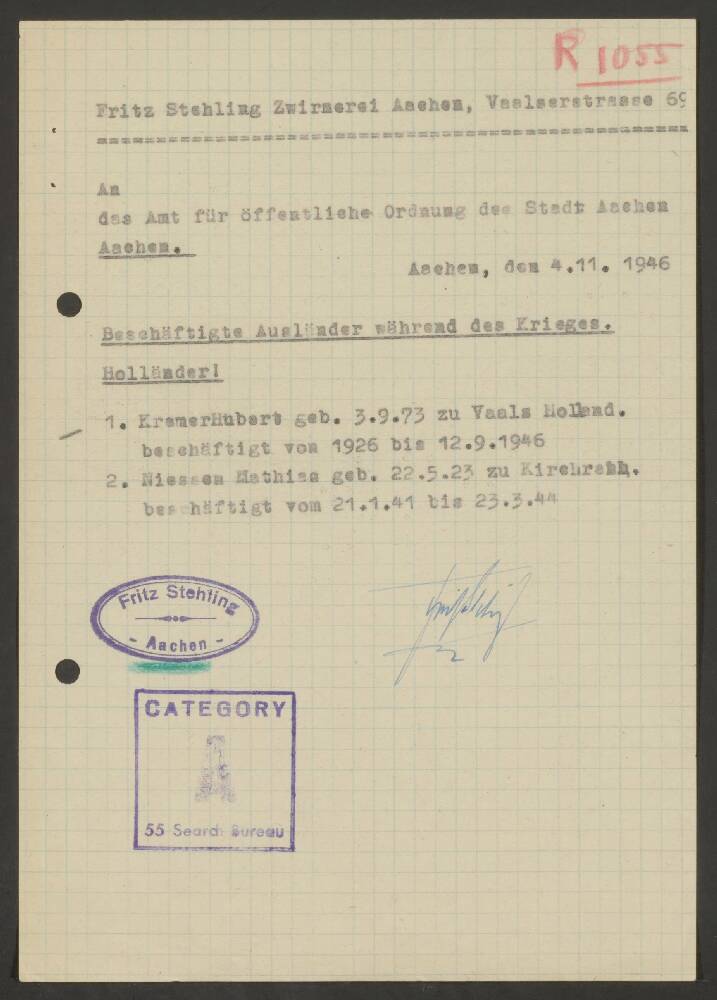 R 1055
Fritz Stehling Zwirnerei Aachen, Vaalserstrasse 69
An
das Amt für öffentliche Ordnung der Stadt Aachen
Aachen.
Aachen, den 4.11. 1946
Beschäftigte Ausländer während des Krieges.
Holländer!
1. KremerHubert geb. 3.9.73 zu Vaals Holland.
beschäftigt von 1926 bis 12.9.1946
2. Niessen Mathias geb. 22.5.23 zu
bes häftigt vom 21.1.41 bis 23.3.44
Fritz Stehling
- Aachen -
CATEGORY
A
55 Search Bureau